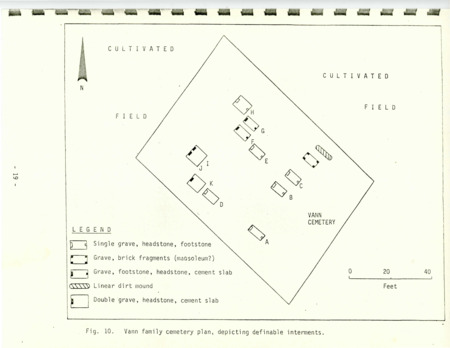 CULTIVATED
CULTIVATED
N
FIELD
FIELD
H
G
F
E
I
J
C
K
B
D
VANN
CEMETERY
A
- 19 -
LEGEND
Single grave, headstone, footstone
Grave, brick fragments (mausoleum?)
Grave, footstone, headstone, cement slab
Linear dirt mound
Double grave, headstone, cement slab
0 20 40
Feet
Fig. 10. Vann family cemetery plan, depicting definable interments.